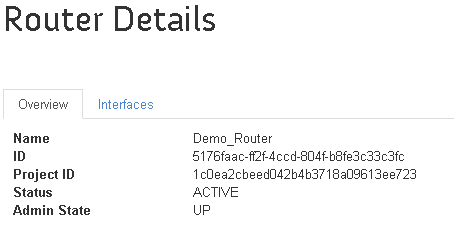 Router Details
Overview Interfaces
Name Demo_Router
ID 5176faac-ff2f-4ccd-804f-b8fe3c33c3fc
Project ID 1c0ea2cbeed042b4b3718a09613ee723
Status ACTIVE
Admin State UP